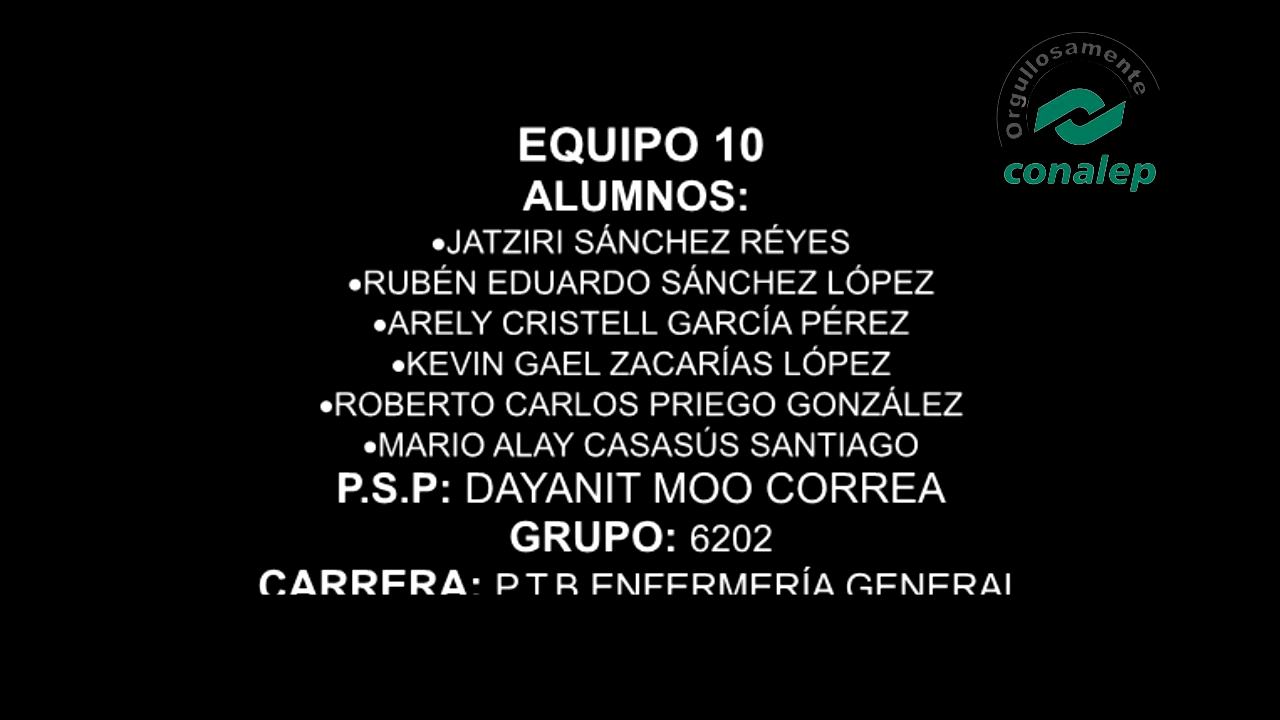 Orgullosamente
conalep
EQUIPO 10
ALUMNOS:
•JATZIRI SÁNCHEZ RÉYES
•RUBÉN EDUARDO SÁNCHEZ LÓPEZ
•ARELY CRISTELL GARCÍA PÉREZ
•KEVIN GAEL ZACARÍAS LÓPEZ
•ROBERTO CARLOS PRIEGO GONZÁLEZ
•MARIO ALAY CASASÚS SANTIAGO
P.S.P: DAYANIT MOO CORREA
GRUPO: 6202
CARRERA: P.T.B ENFERMERÍA GENERAL